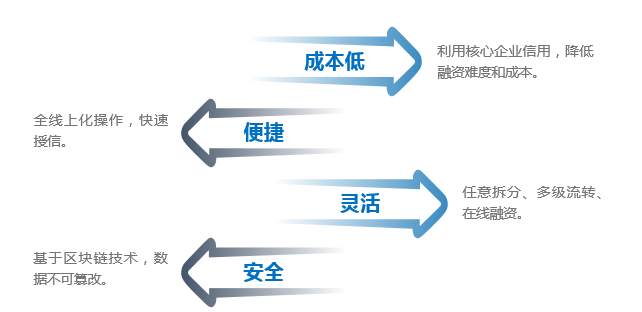 成本低
利用核心企业信用，降低
融资难度和成本。
全线上化操作，快速
授信。
便捷
灵活
任意拆分、多级流转、
在线融资。
基于区块链技术，数
据不可篡改。
安全